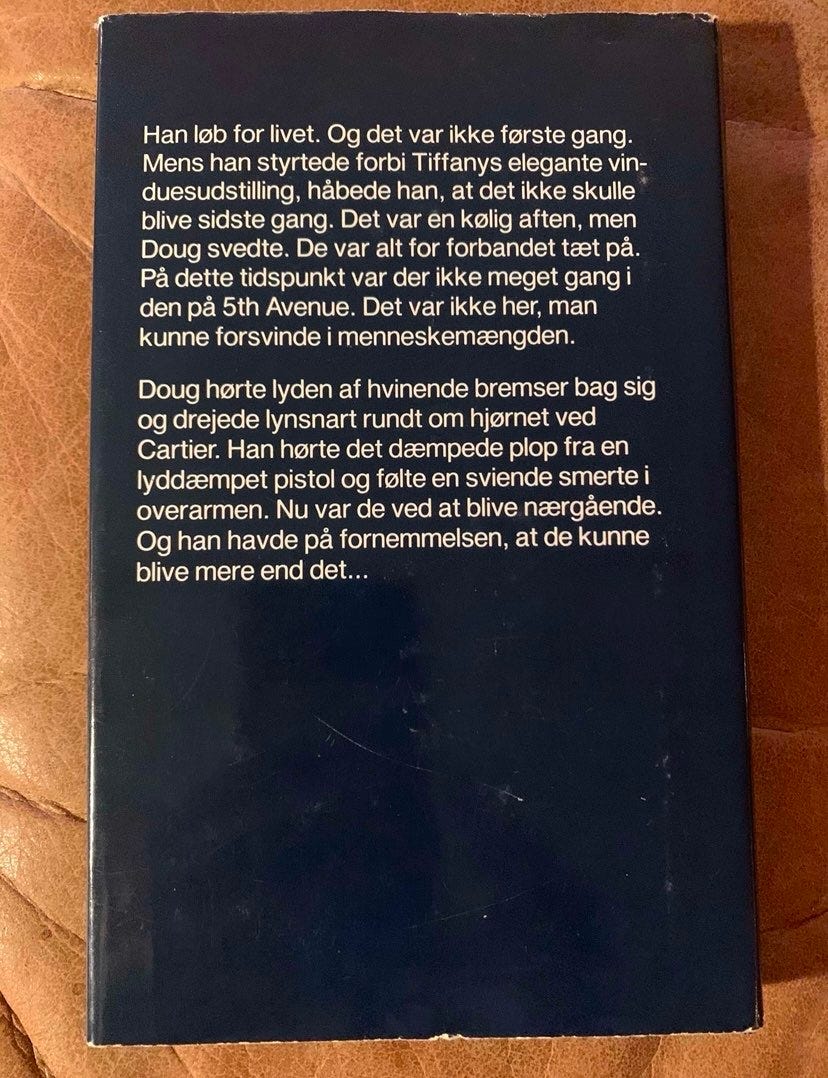 Han løb for livet. Og det var ikke første gang.
Mens han styrtede forbi Tiffanys elegante vin-
duesudstilling, håbede han, at det ikke skulle
blive sidste gang. Det var en kølig aften, men
Doug svedte. De var alt for forbandet tæt på.
På dette tidspunkt var der ikke meget gang i
den på 5th Avenue. Det var ikke her, man
kunne forsvinde i menneskemængden.
Doug hørte lyden af hvinende bremser bag sig
og drejede lynsnart rundt om hjørnet ved
Cartier. Han hørte det dæmpede plop fra en
lyddæmpet pistol og følte en sviende smerte i
overarmen. Nu var de ved at blive nærgående.
Og han havde på fornemmelsen, at de kunne
blive mere end det...